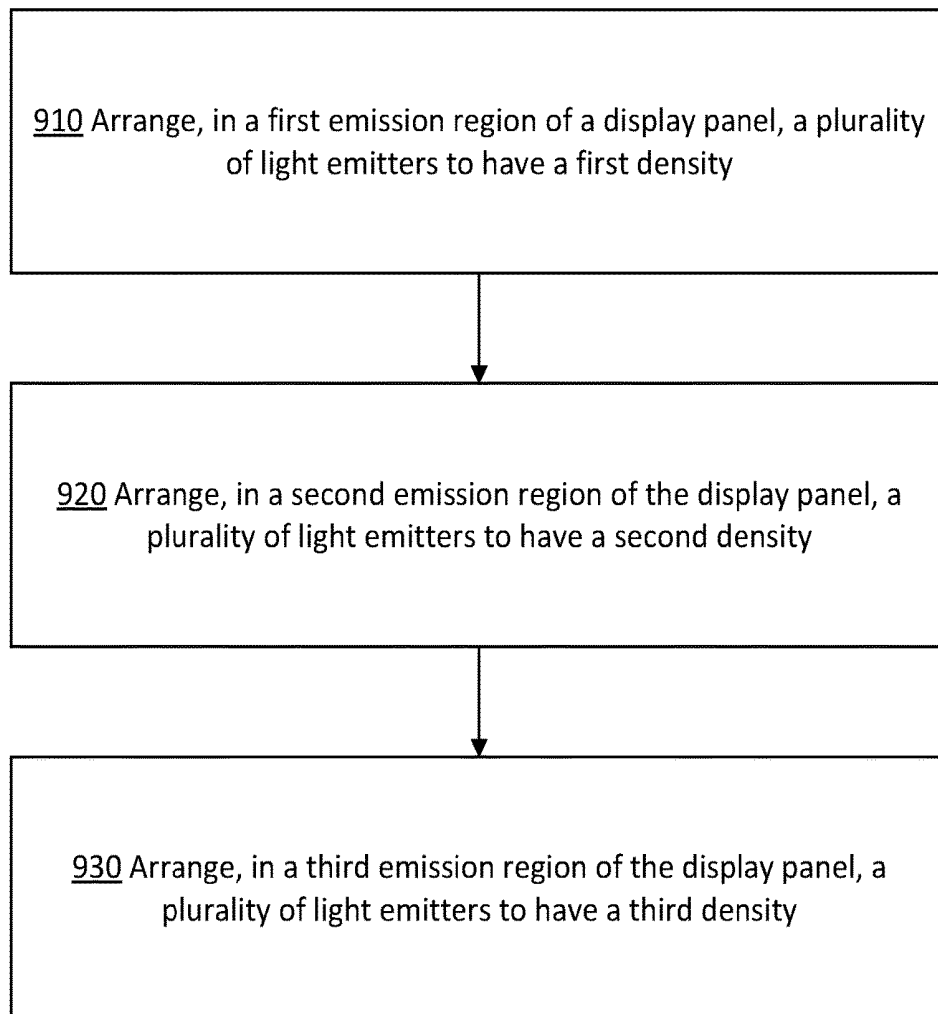 910 Arrange, in a first emission region of a display panel, a plurality
of light emitters to have a first density
920 Arrange, in a second emission region of the display panel, a
plurality of light emitters to have a second density
930 Arrange, in a third emission region of the display panel, a
plurality of light emitters to have a third density